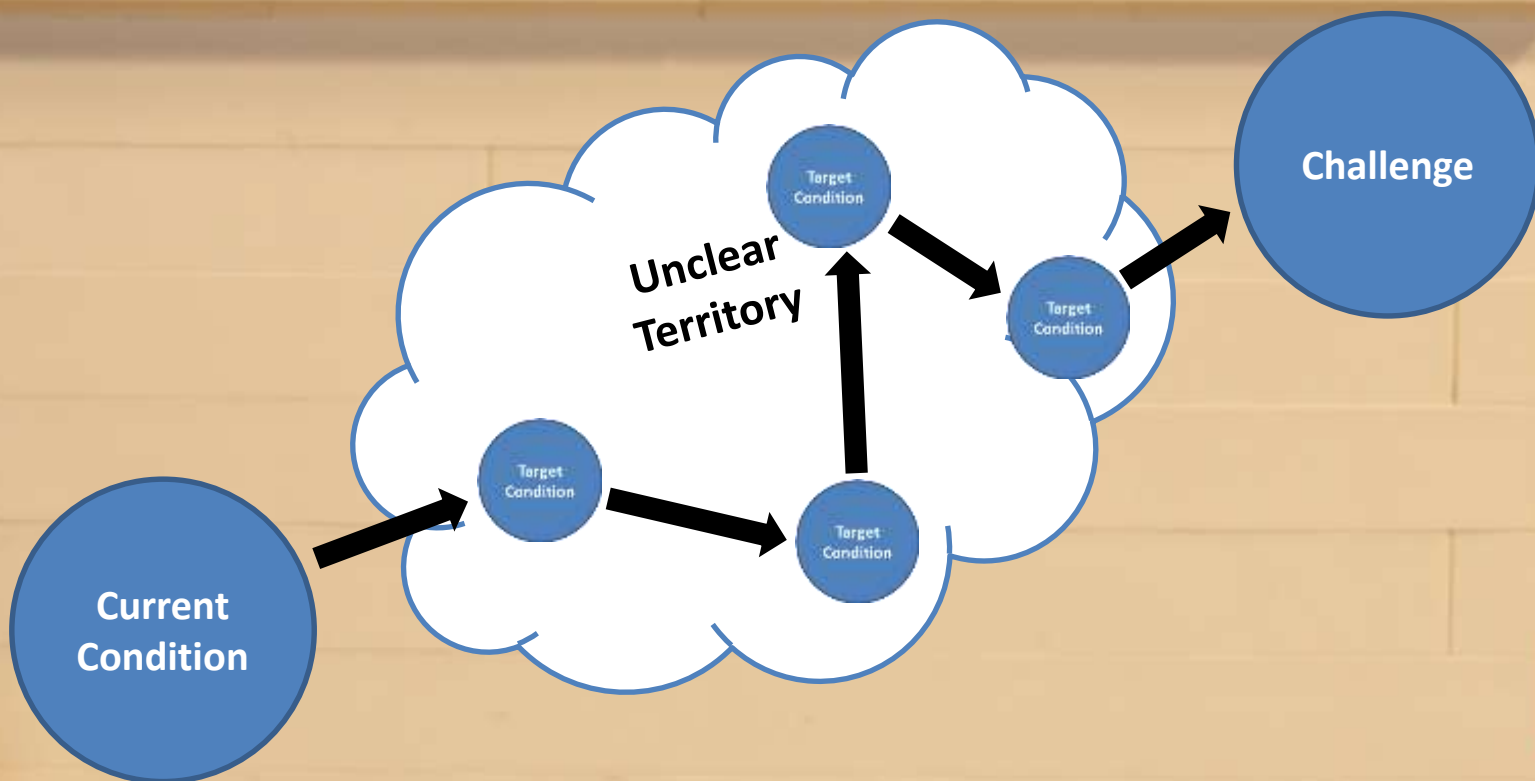 Challenge
Target
Condition
Unclear
Territory
Target
Condition
Target
Condition
Target
Condition
Current
Condition